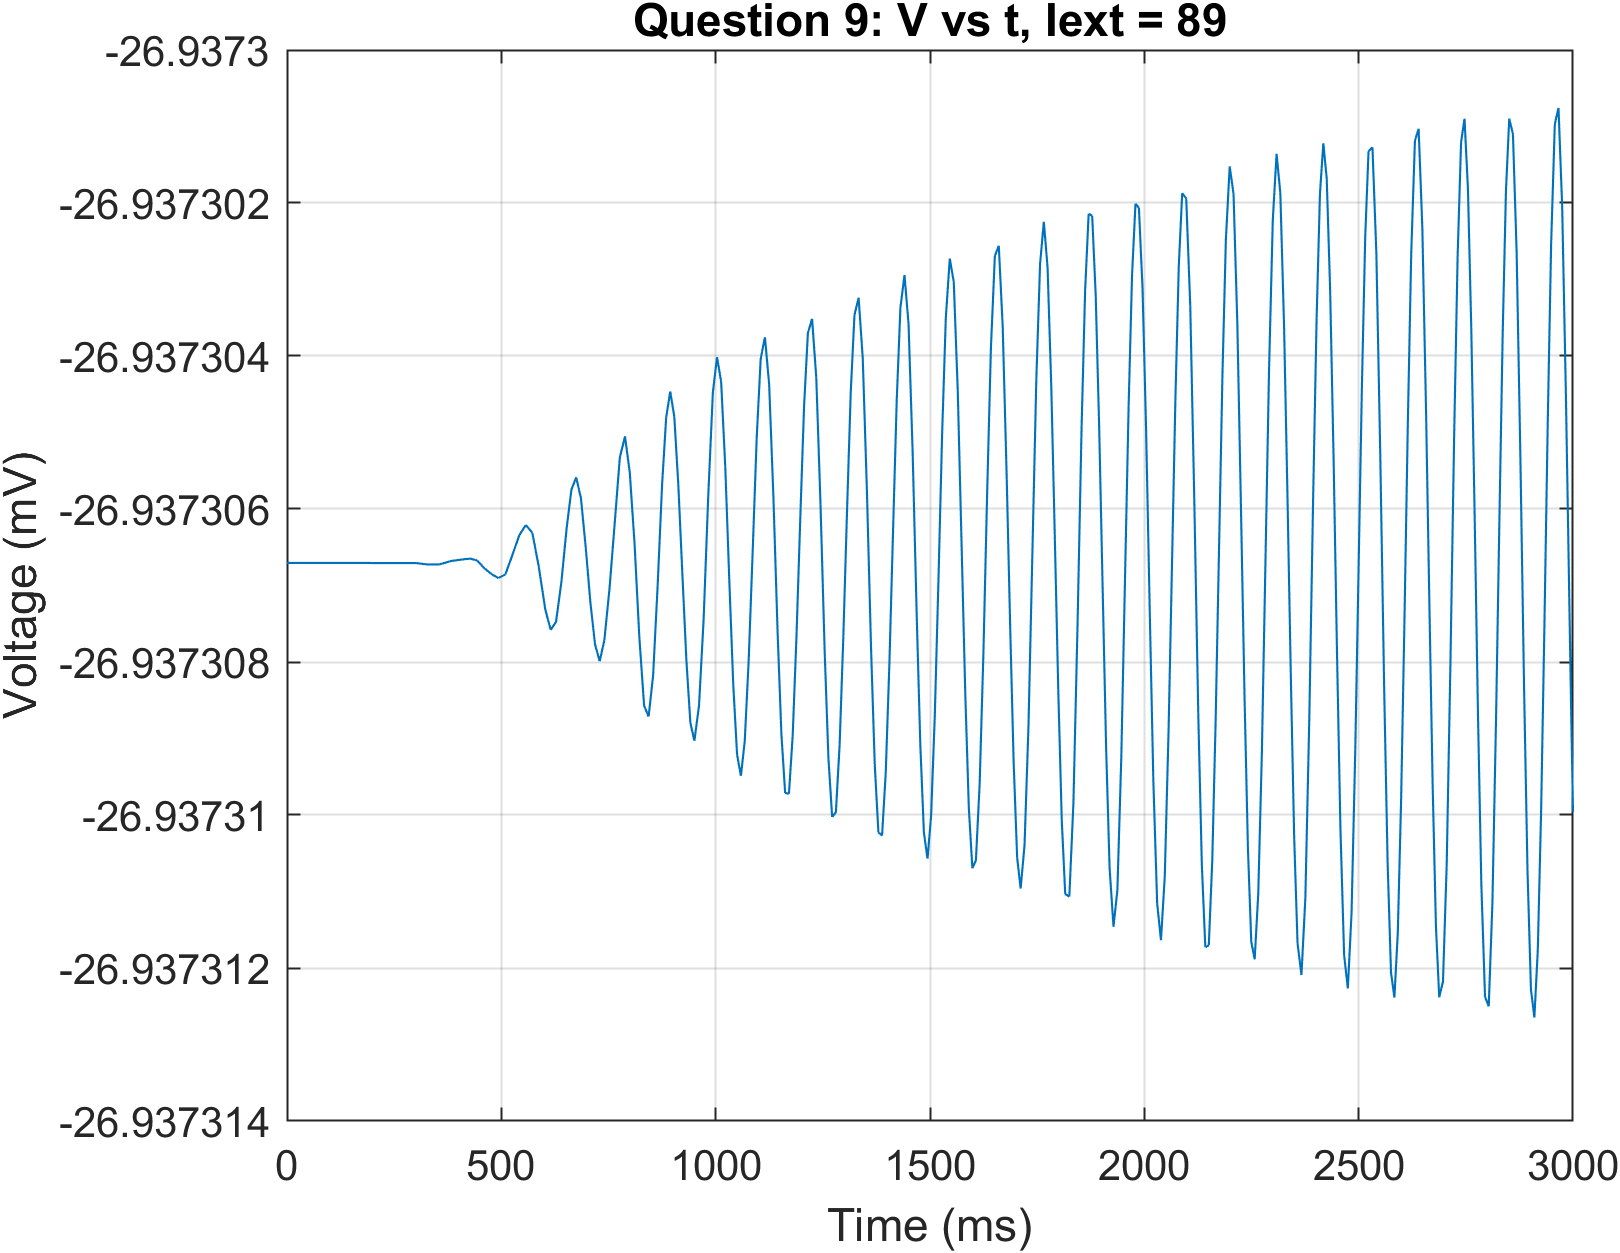 Question 9: V vs t, Iext = 89
-26.9373
-26.937302
-26.937304
-26.937306
-26.937308
-26.93731
-26.937312
-26.937314
Voltage (mV)
0 500 1000 1500 2000 2500 3000
Time (ms)